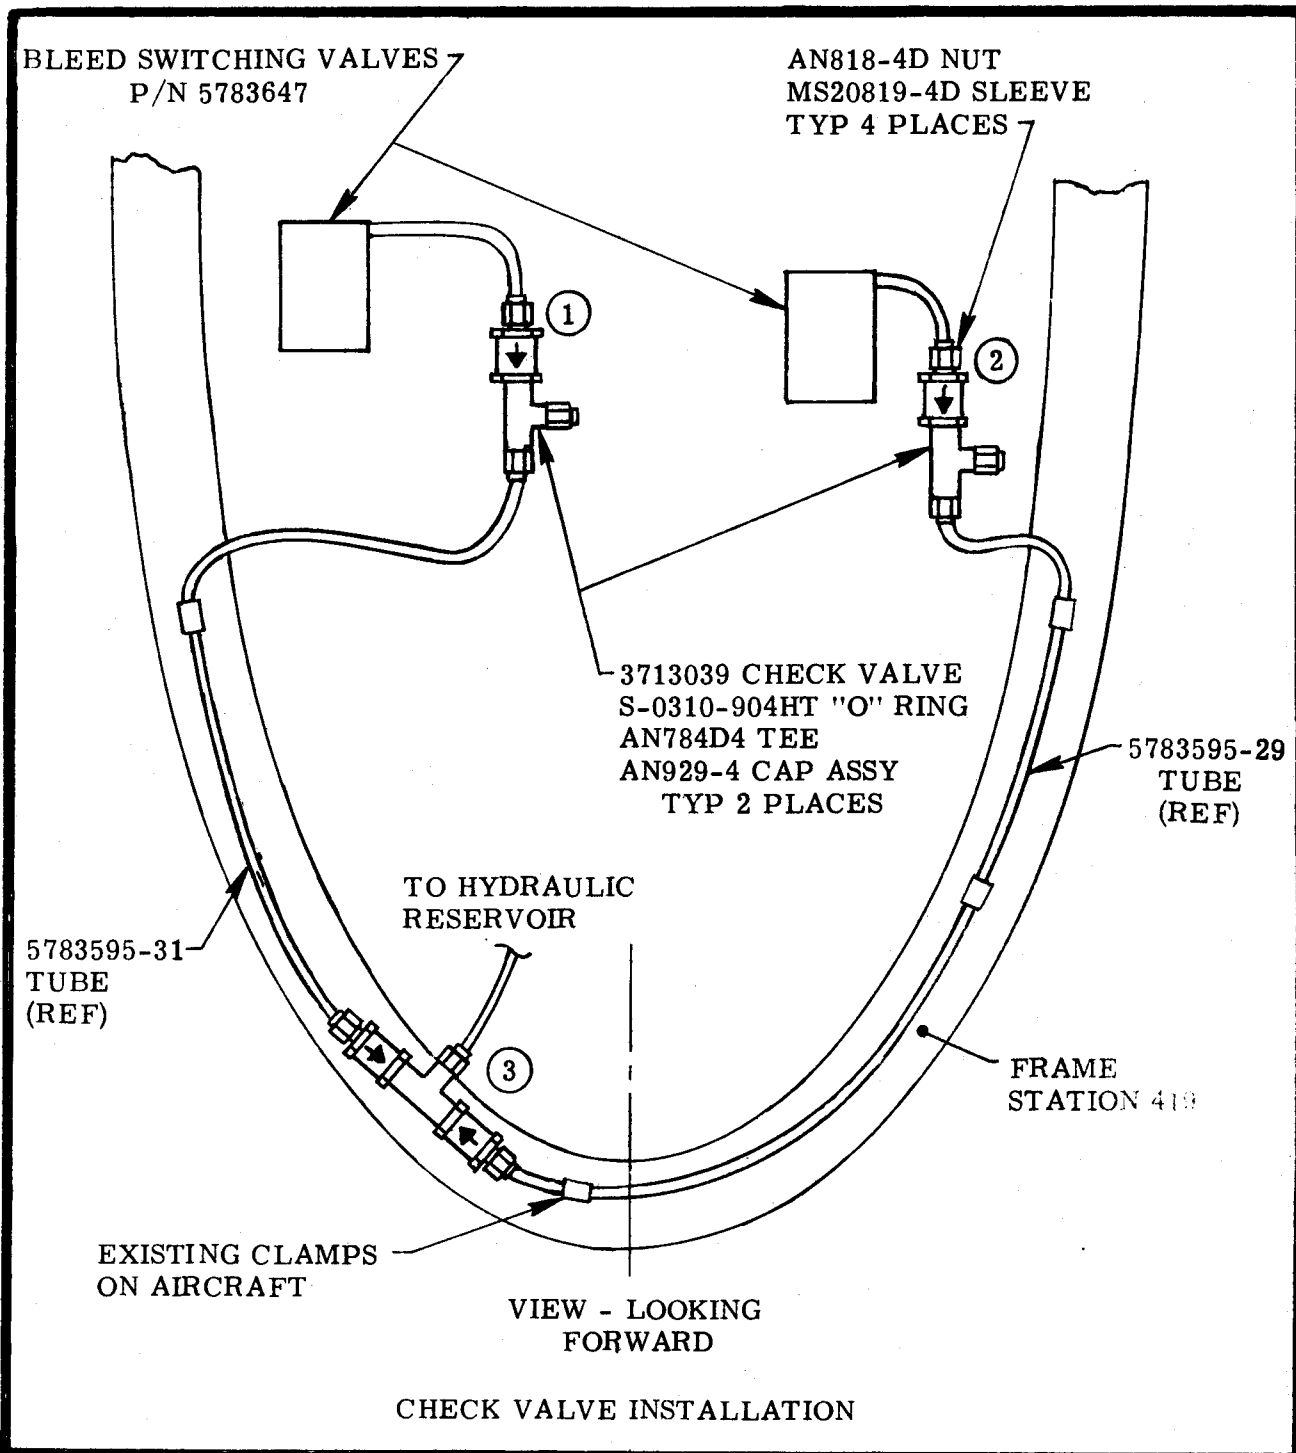 BLEED SWITCHING VALVES
P/N 5783647
AN818-4D NUT
MS20819-4D SLEEVE
TYP 4 PLACES
1
2
3713039 CHECK VALVE
S-0310-904HT "O" RING
AN784D4 TEE
AN929-4 CAP ASSY
TYP 2 PLACES
5783595-29
TUBE
(REF)
TO HYDRAULIC
RESERVOIR
5783595-31
TUBE
(REF)
3
FRAME
STATION 419
EXISTING CLAMPS
ON AIRCRAFT
VIEW - LOOKING
FORWARD
CHECK VALVE INSTALLATION